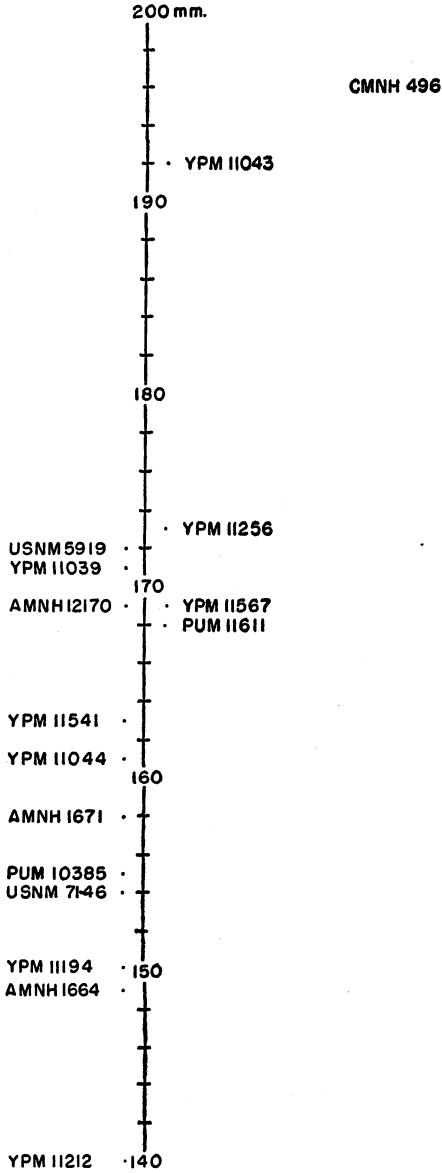 200 mm.
CMNH 496
YPM 11043
190
180
YPM 11256
USNM 5919
YPM 11039
170
AMNH 12170 YPM 11567
PUM 11611
YPM 11541
YPM 11044
160
AMNH 1671
PUM 10385
USNM 7146
YPM 11194 150
AMNH 1664
YPM 11212 140